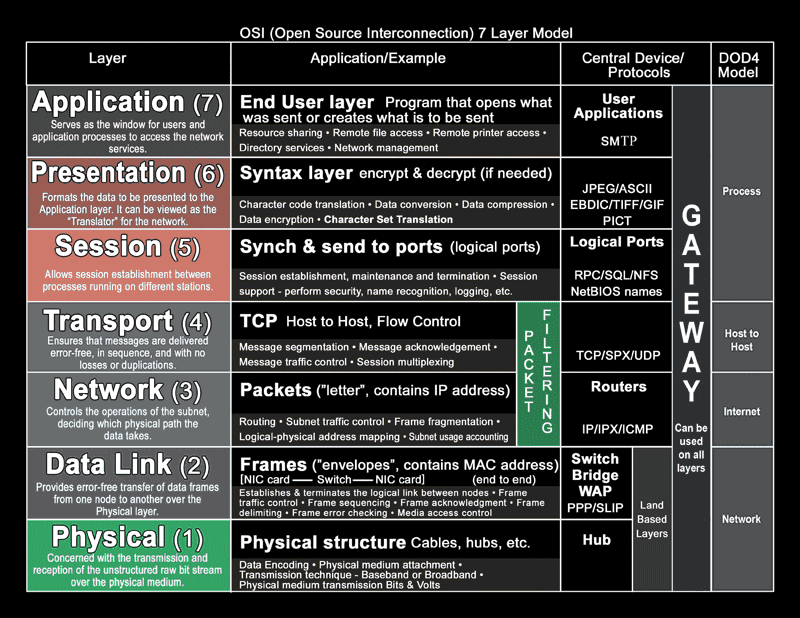 OSI (Open Source Interconnection) 7 Layer Model
Layer
Application/Example
Central Device/
Protocols
DOD4
Model
Application (7)
Serves as the window for users and
application processes to access the network
services.
End User layer Program that opens what
was sent or creates what is to be sent
Resource sharing • Remote file access • Remote printer access •
Directory services • Network management
User
Applications
SMTP
Presentation (6)
Formats the data to be presented to the
Application layer. It can be viewed as the
"Translator" for the network.
Syntax layer encrypt & decrypt (if needed)
Character code translation • Data conversion • Data compression •
Data encryption • Character Set Translation
JPEG/ASCII
EBDIC/TIFF/GIF
PICT
Session (5)
Allows session establishment between
processes running on different stations.
Synch & send to ports (logical ports)
Session establishment, maintenance and termination • Session
support - perform security, name recognition, logging, etc.
Logical Ports
RPC/SQL/NFS
NetBIOS names
Process
Transport (4)
Ensures that messages are delivered
error-free, in sequence, and with no
losses or duplications.
TCP Host to Host, Flow Control
Message segmentation • Message acknowledgement •
Message traffic control • Session multiplexing
PACKET
FILTERING
TCP/SPX/UDP
Host to
Host
Network (3)
Controls the operations of the subnet,
deciding which physical path the
data takes.
Packets ("letter", contains IP address)
Routing • Subnet traffic control • Frame fragmentation •
Logical-physical address mapping • Subnet usage accounting
Routers
IP/IPX/ICMP
Internet
GATEWAY
Can be
used
on all
layers
Data Link (2)
Provides error-free transfer of data frames
from one node to another over the
Physical layer.
Frames ("envelopes", contains MAC address)
[NIC card —— Switch —— NIC card] (end to end)
Establishes & terminates the logical link between nodes • Frame
traffic control • Frame sequencing • Frame acknowledgment • Frame
delimiting • Frame error checking • Media access control
Switch
Bridge
WAP
PPP/SLIP
Land
Based
Layers
Network
Physical (1)
Concerned with the transmission and
reception of the unstructured raw bit stream
over the physical medium.
Physical structure Cables, hubs, etc.
Data Encoding • Physical medium attachment •
Transmission technique - Baseband or Broadband •
Physical medium transmission Bits & Volts
Hub